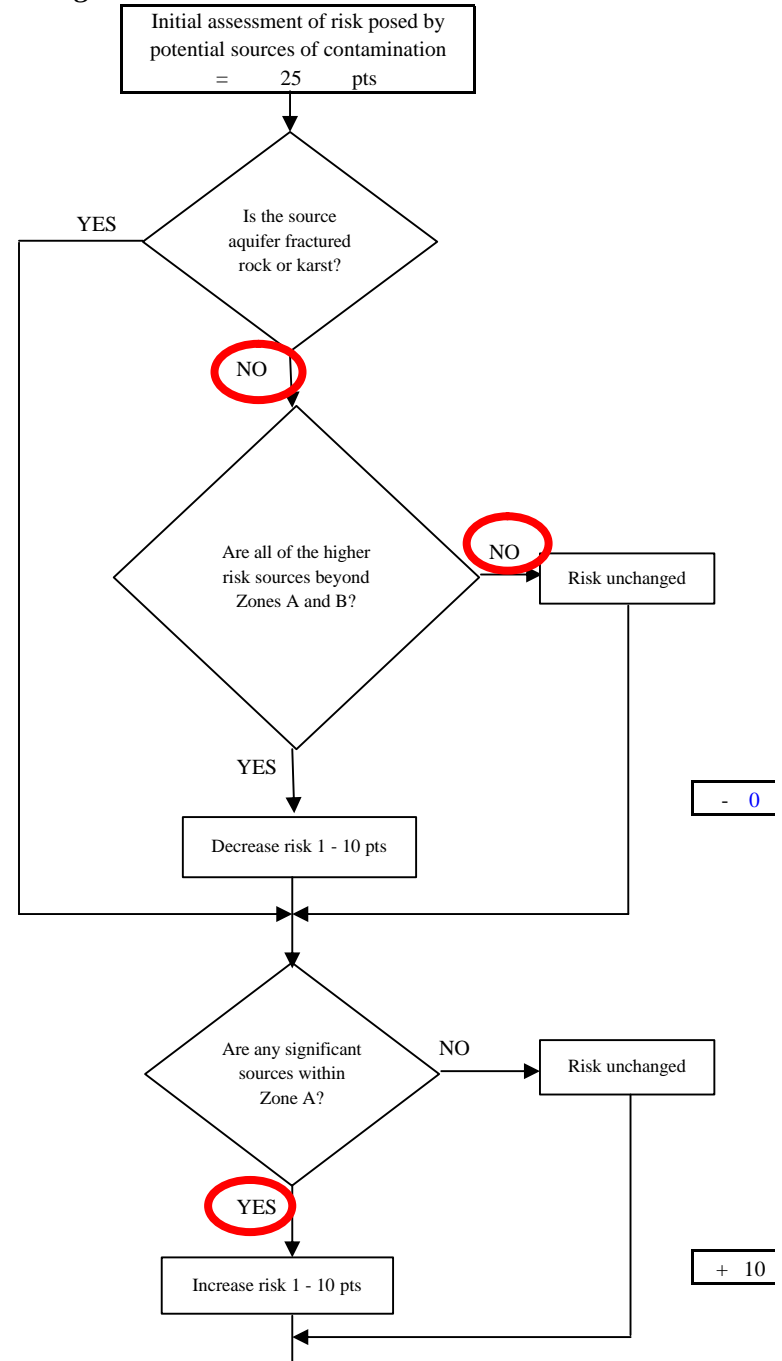 Initial assessment of risk posed by
potential sources of contamination
= 25 pts
Is the source
aquifer fractured
rock or karst?
YES
NO
Are all of the higher
risk sources beyond
Zones A and B?
NO
Risk unchanged
YES
Decrease risk 1 - 10 pts
- 0
Are any significant
sources within
Zone A?
NO
Risk unchanged
YES
Increase risk 1 - 10 pts
+ 10